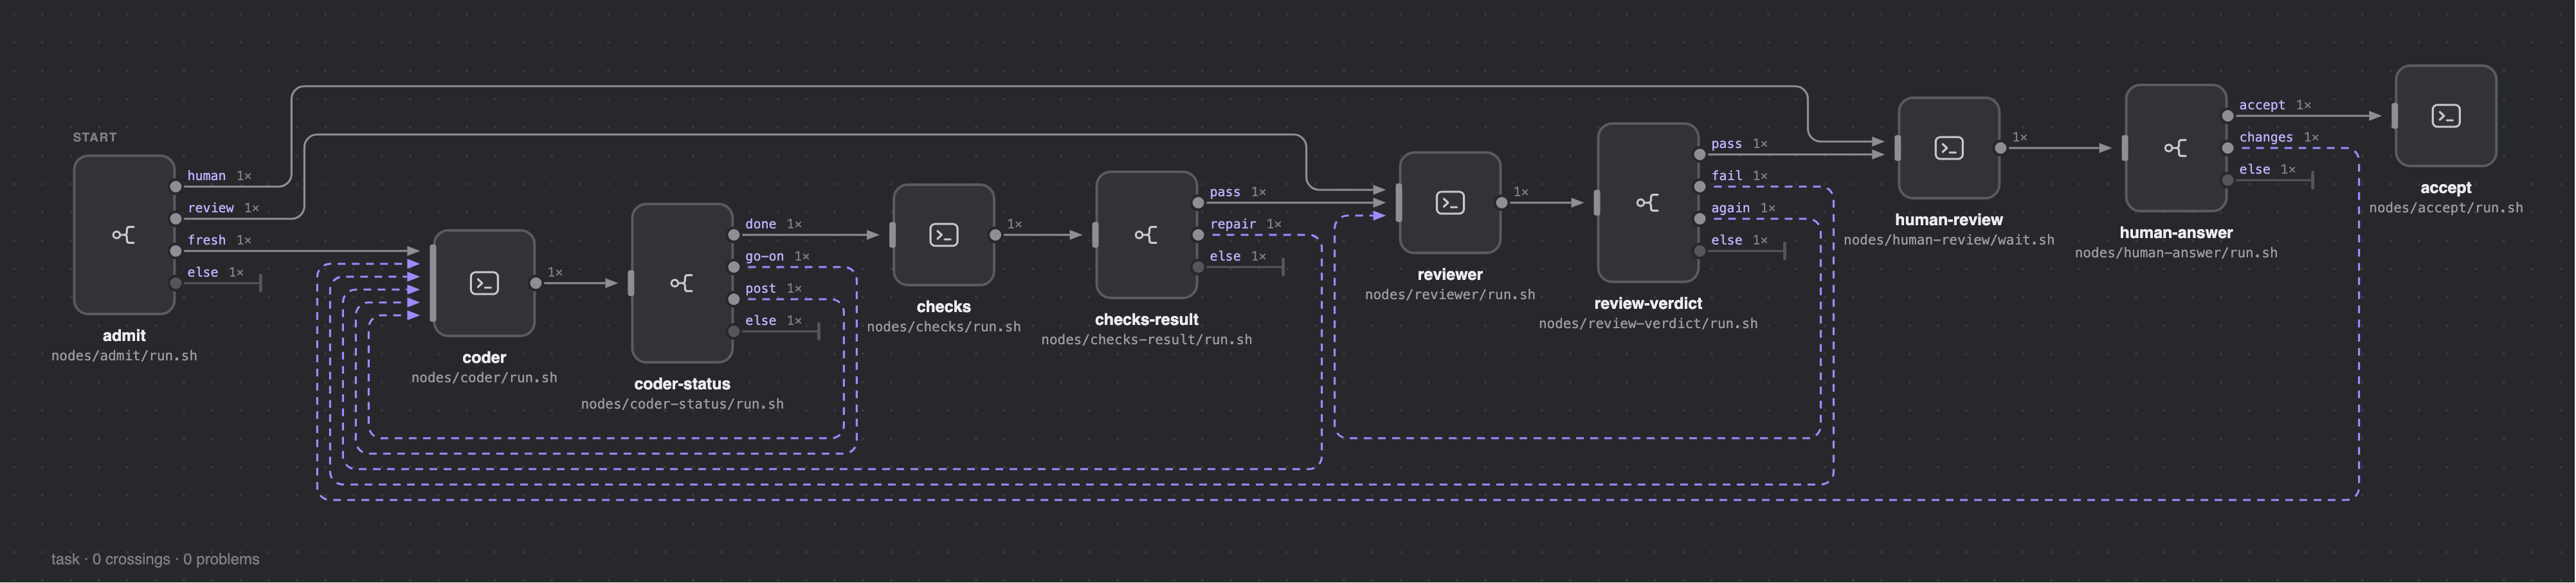 START
human 1×
review 1×
fresh 1×
else 1×
admit
nodes/admit/run.sh
1×
coder
nodes/coder/run.sh
done 1×
go-on 1×
post 1×
else 1×
coder-status
nodes/coder-status/run.sh
1×
checks
nodes/checks/run.sh
pass 1×
repair 1×
else 1×
checks-result
nodes/checks-result/run.sh
1×
reviewer
nodes/reviewer/run.sh
pass 1×
fail 1×
again 1×
else 1×
review-verdict
nodes/review-verdict/run.sh
1×
human-review
nodes/human-review/wait.sh
accept 1×
changes 1×
else 1×
human-answer
nodes/human-answer/run.sh
accept
nodes/accept/run.sh
task · 0 crossings · 0 problems